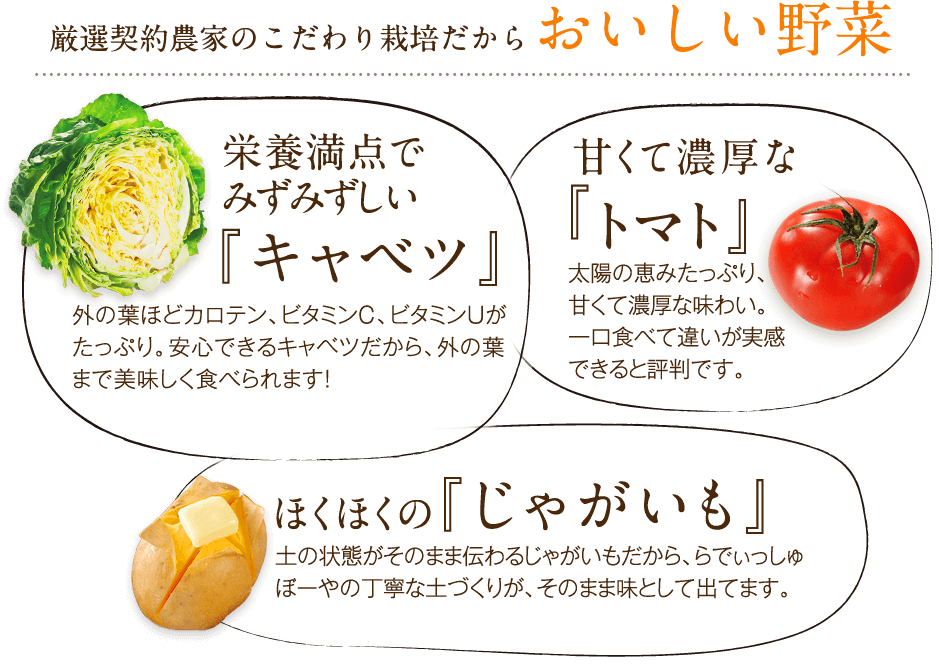 厳選契約農家のこだわり栽培だから おいしい野菜
栄養満点で
みずみずしい
『キャベツ』
外の葉ほどカロテン、ビタミンC、ビタミンUが
たっぷり。安心できるキャベツだから、外の葉
まで美味しく食べられます!
甘くて濃厚な
『トマト』
太陽の恵みたっぷり、
甘くて濃厚な味わい。
一口食べて違いが実感
できると評判です。
ほくほくの『じゃがいも』
土の状態がそのまま伝わるじゃがいもだから、らでぃっしゅ
ぼーやの丁寧な土づくりが、そのまま味として出てます。